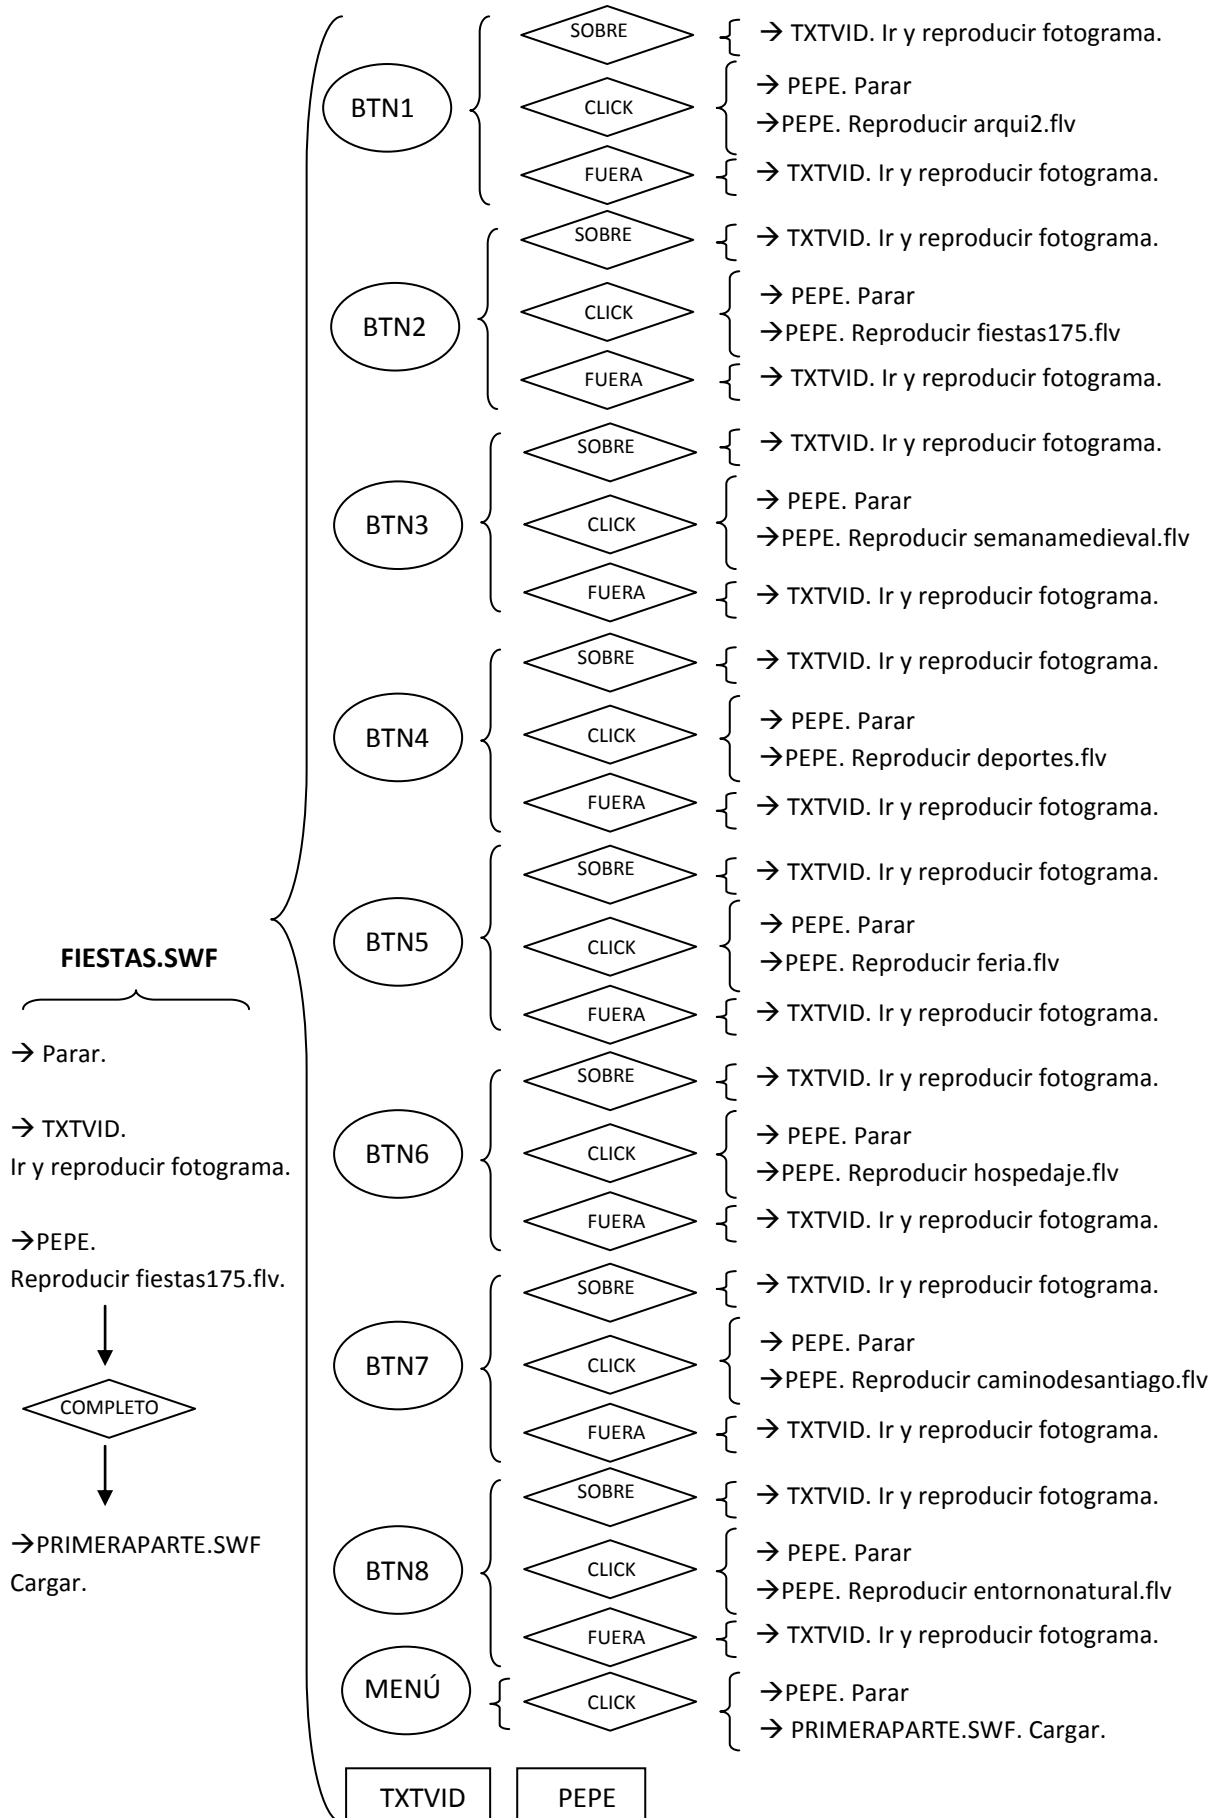 FIESTAS.SWF
→ Parar.
→ TXTVID.
Ir y reproducir fotograma.
→PEPE.
Reproducir fiestas175.flv.
COMPLETO
→PRIMERAPARTE.SWF
Cargar.
BTN1
SOBRE
→ TXTVID. Ir y reproducir fotograma.
CLICK
→ PEPE. Parar
→PEPE. Reproducir arqui2.flv
FUERA
→ TXTVID. Ir y reproducir fotograma.
BTN2
SOBRE
→ TXTVID. Ir y reproducir fotograma.
CLICK
→ PEPE. Parar
→PEPE. Reproducir fiestas175.flv
FUERA
→ TXTVID. Ir y reproducir fotograma.
BTN3
SOBRE
→ TXTVID. Ir y reproducir fotograma.
CLICK
→ PEPE. Parar
→PEPE. Reproducir semanamedieval.flv
FUERA
→ TXTVID. Ir y reproducir fotograma.
BTN4
SOBRE
→ TXTVID. Ir y reproducir fotograma.
CLICK
→ PEPE. Parar
→PEPE. Reproducir deportes.flv
FUERA
→ TXTVID. Ir y reproducir fotograma.
BTN5
SOBRE
→ TXTVID. Ir y reproducir fotograma.
CLICK
→ PEPE. Parar
→PEPE. Reproducir feria.flv
FUERA
→ TXTVID. Ir y reproducir fotograma.
BTN6
SOBRE
→ TXTVID. Ir y reproducir fotograma.
CLICK
→ PEPE. Parar
→PEPE. Reproducir hospedaje.flv
FUERA
→ TXTVID. Ir y reproducir fotograma.
BTN7
SOBRE
→ TXTVID. Ir y reproducir fotograma.
CLICK
→ PEPE. Parar
→PEPE. Reproducir caminodesantiago.flv
FUERA
→ TXTVID. Ir y reproducir fotograma.
BTN8
SOBRE
→ TXTVID. Ir y reproducir fotograma.
CLICK
→ PEPE. Parar
→PEPE. Reproducir entornonatural.flv
FUERA
→ TXTVID. Ir y reproducir fotograma.
MENÚ
CLICK
→PEPE. Parar
→ PRIMERAPARTE.SWF. Cargar.
TXTVID
PEPE